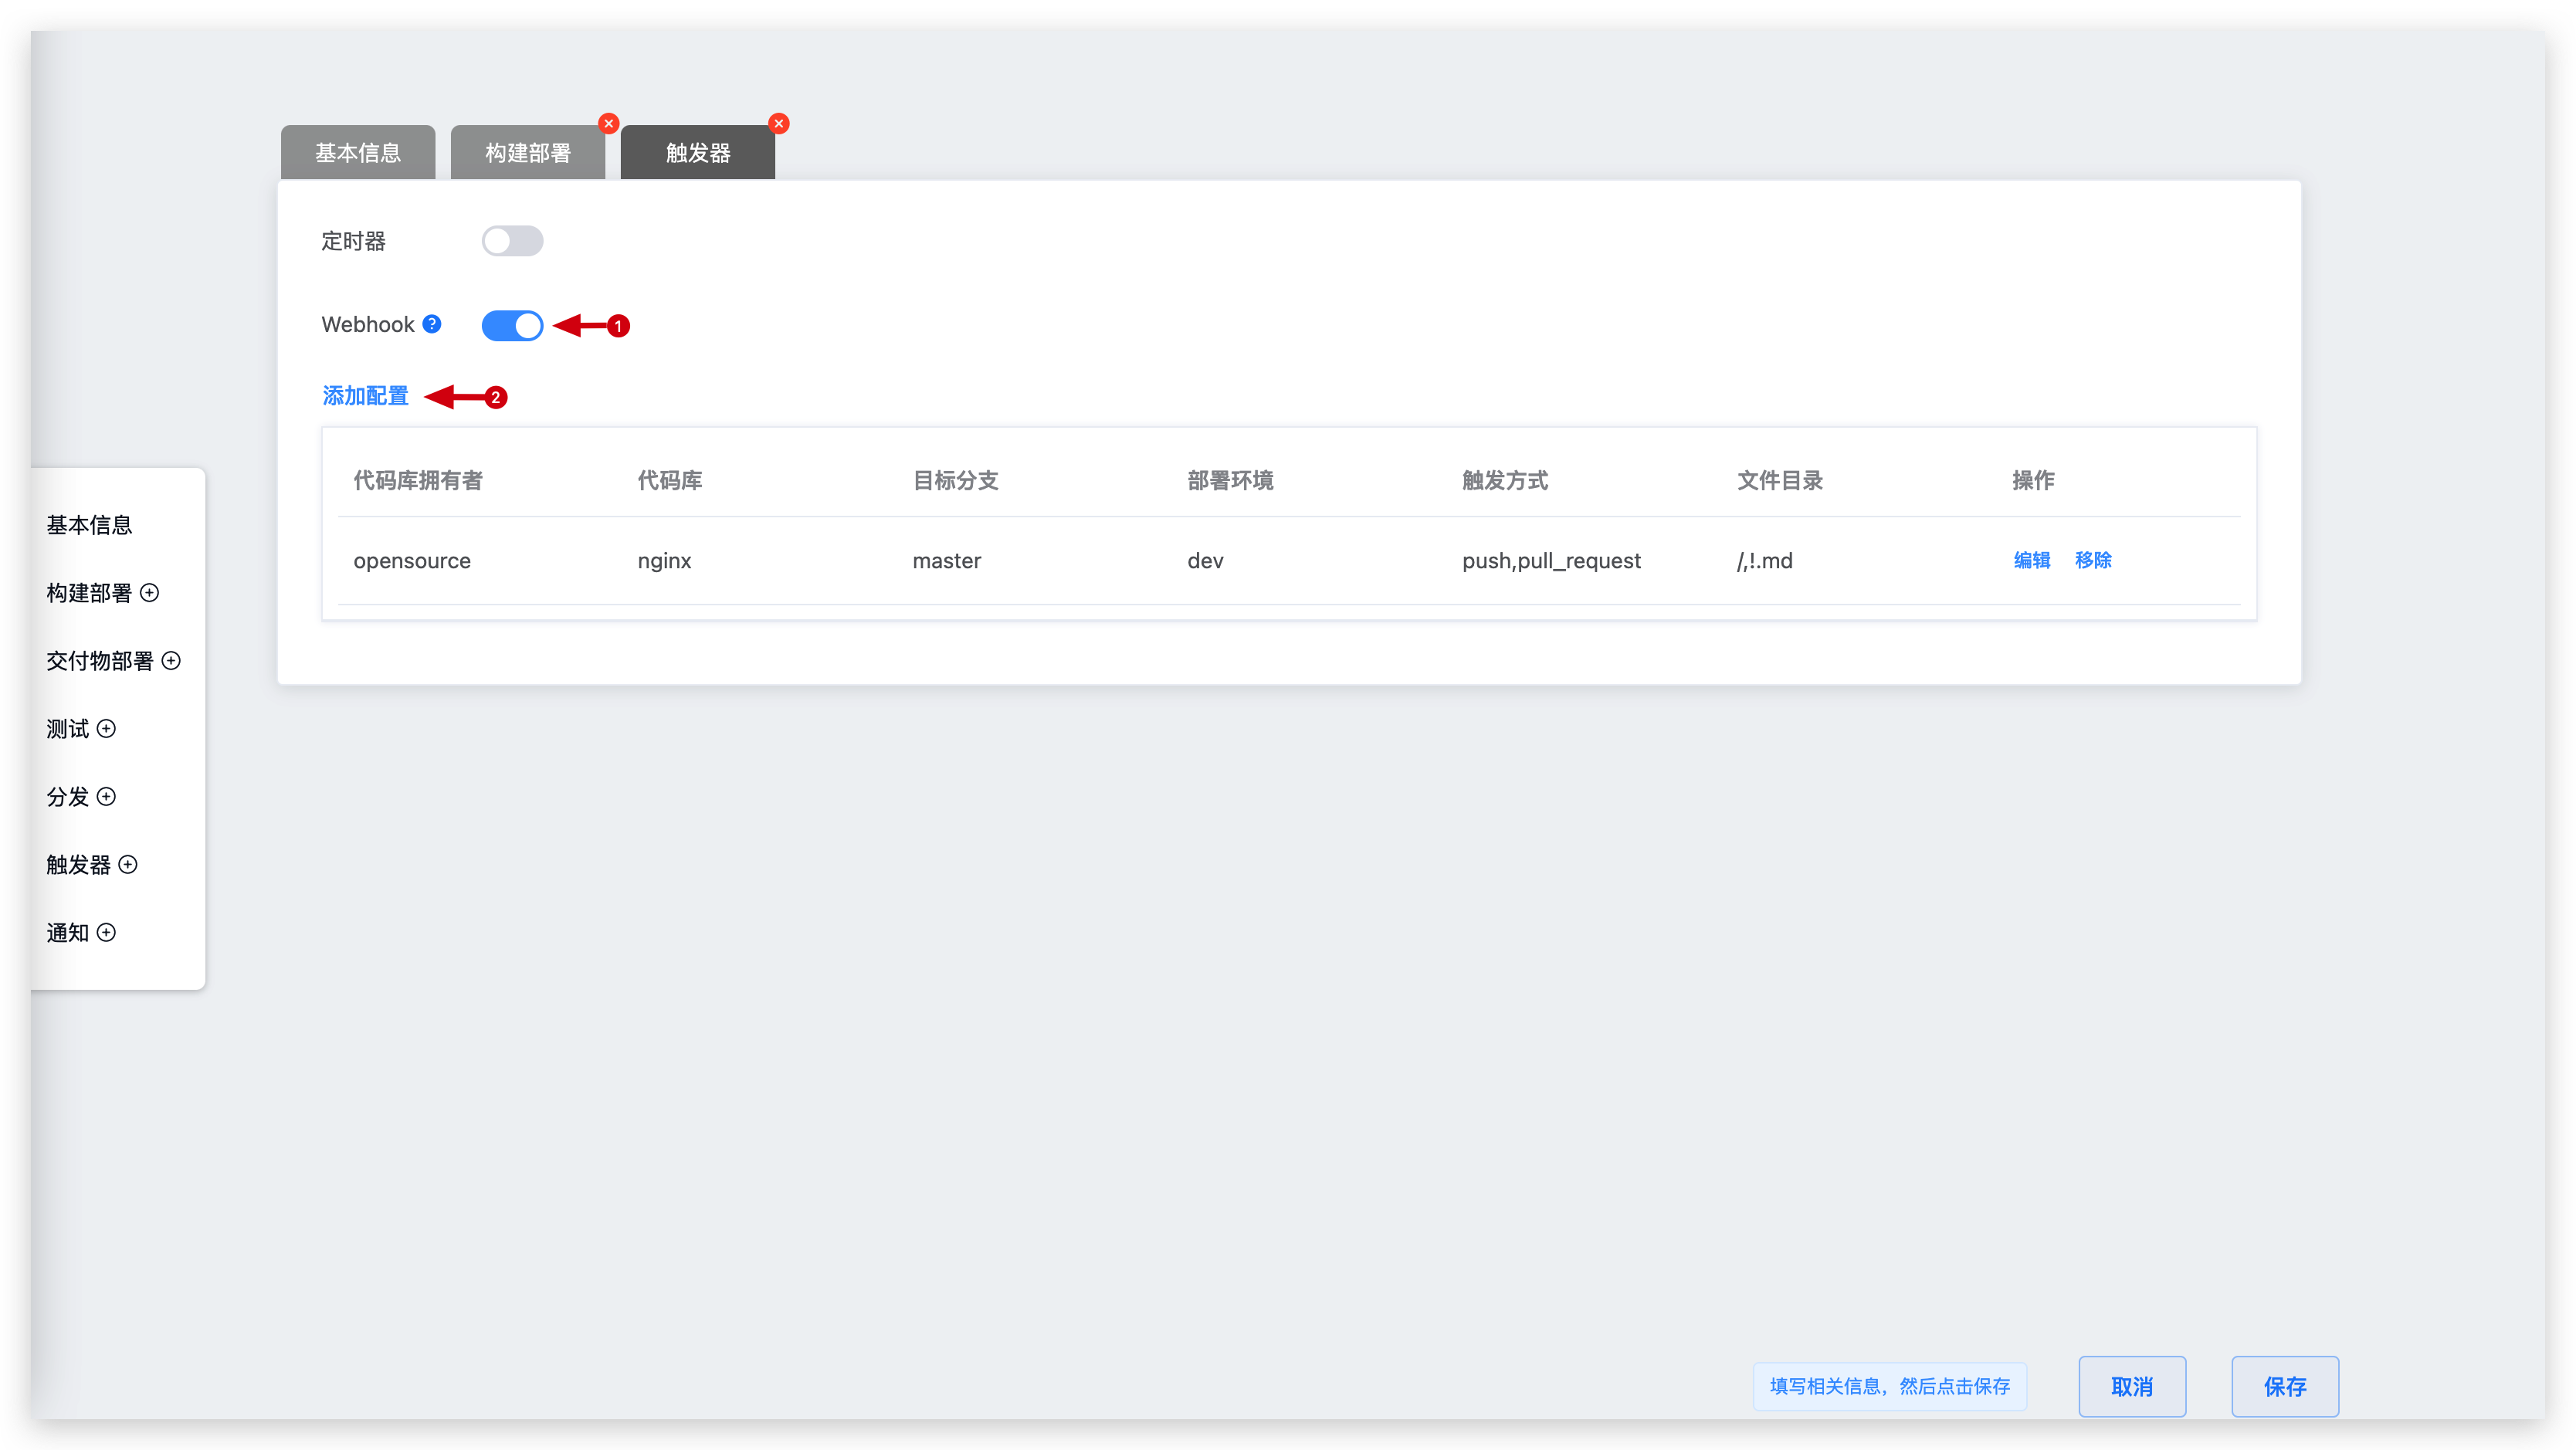 基本信息 构建部署 触发器
定时器
Webhook ?
1
添加配置
2
代码库拥有者 代码库 目标分支 部署环境 触发方式 文件目录 操作
opensource nginx master dev push,pull_request /,!.md 编辑 移除
基本信息
构建部署
交付物部署
测试
分发
触发器
通知
填写相关信息，然后点击保存 取消 保存